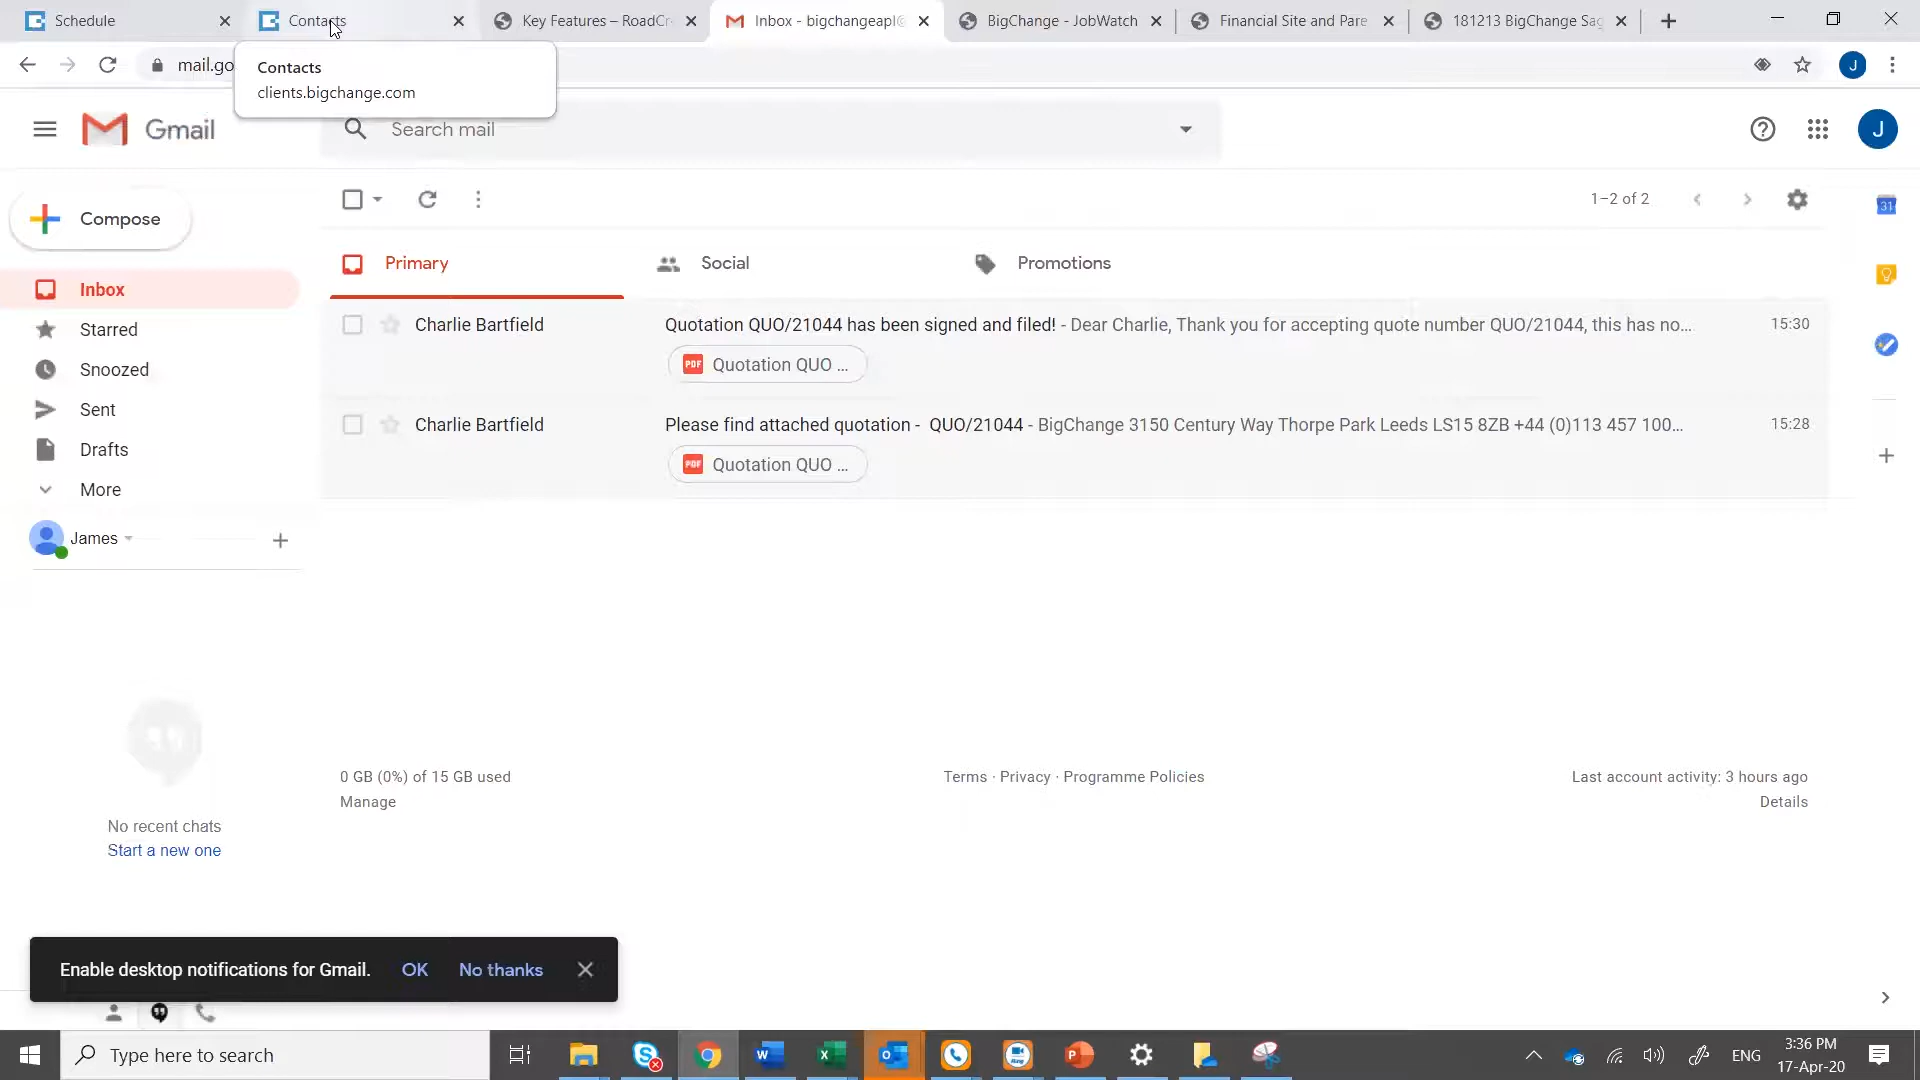 Schedule
Contacts
Key Features – RoadCr
Inbox - bigchangeapl@
BigChange - JobWatch
Financial Site and Pare
181213 BigChange Sag
mail.go
J
Contacts
clients.bigchange.com
Gmail
Search mail
J
Compose
1–2 of 2
31
Primary
Social
Promotions
Inbox
Starred
Snoozed
Sent
Drafts
More
Charlie Bartfield
Quotation QUO/21044 has been signed and filed! - Dear Charlie, Thank you for accepting quote number QUO/21044, this has no...
15:30
PDF Quotation QUO ...
Charlie Bartfield
Please find attached quotation - QUO/21044 - BigChange 3150 Century Way Thorpe Park Leeds LS15 8ZB +44 (0)113 457 100...
15:28
PDF Quotation QUO ...
James
No recent chats
Start a new one
0 GB (0%) of 15 GB used
Manage
Terms · Privacy · Programme Policies
Last account activity: 3 hours ago
Details
Enable desktop notifications for Gmail.
OK
No thanks
Type here to search
ENG
3:36 PM
17-Apr-20